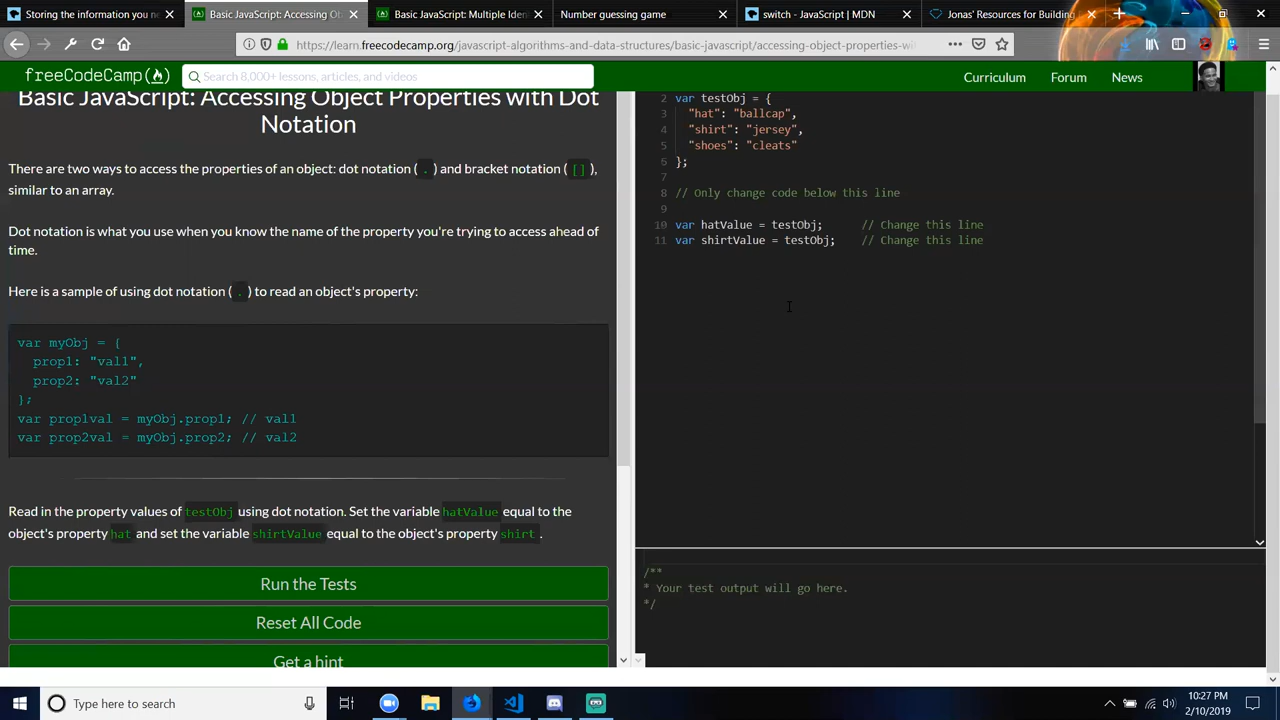 Storing the information you n
Basic JavaScript: Accessing Ob
Basic JavaScript: Multiple Iden
Number guessing game
switch - JavaScript | MDN
Jonas' Resources for Building
https://learn.freecodecamp.org/javascript-algorithms-and-data-structures/basic-javascript/accessing-object-properties-wi
freeCodeCamp
Search 8,000+ lessons, articles, and videos
Curriculum
Forum
News
Basic JavaScript: Accessing Object Properties with Dot
Notation
There are two ways to access the properties of an object: dot notation ( . ) and bracket notation ( [] ),
similar to an array.
Dot notation is what you use when you know the name of the property you're trying to access ahead of
time.
Here is a sample of using dot notation ( . ) to read an object's property:
var myObj = {
prop1: "val1",
prop2: "val2"
};
var prop1val = myObj.prop1; // val1
var prop2val = myObj.prop2; // val2
Read in the property values of testObj using dot notation. Set the variable hatValue equal to the
object's property hat and set the variable shirtValue equal to the object's property shirt .
Run the Tests
Reset All Code
Get a hint
2 var testObj = {
3 "hat": "ballcap",
4 "shirt": "jersey",
5 "shoes": "cleats"
6 };
7
8 // Only change code below this line
9
10 var hatValue = testObj; // Change this line
11 var shirtValue = testObj; // Change this line
/**
* Your test output will go here.
*/
Type here to search
10:27 PM
2/10/2019